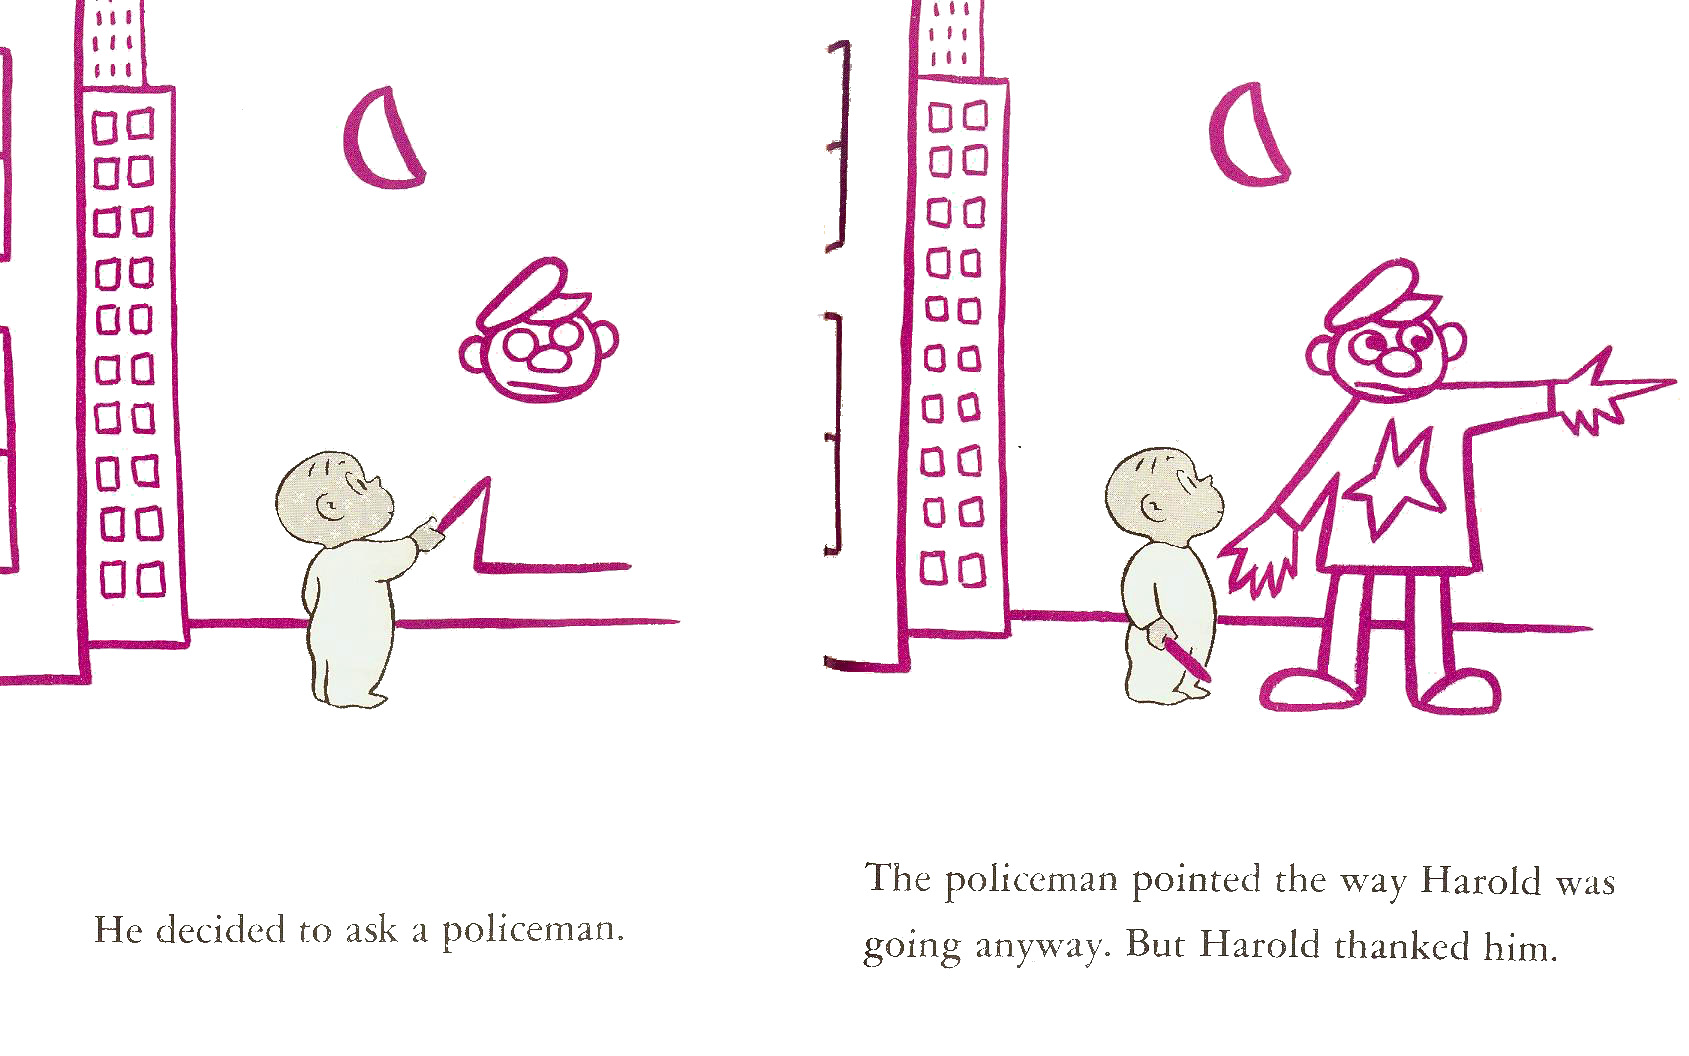 He decided to ask a policeman.
The policeman pointed the way Harold was
going anyway. But Harold thanked him.